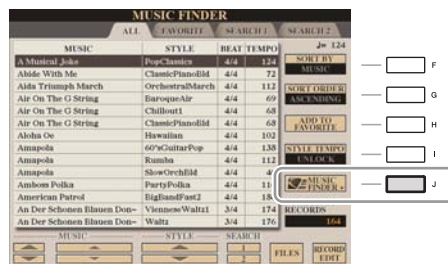 MUSIC FINDER
ALL FAVORITE SEARCH 1 SEARCH 2
MUSIC STYLE BEAT TEMPO
♩= 124
A Musical Joke PopClassics 4/4 124
Abide With Me ClassicPianoBld 4/4 72
Aida Triumph March OrchestralMarch 4/4 112
Air On The G String BaroqueAir 4/4 69
Air On The G String Chillout1 4/4 68
Air On The G String ClassicPianoBld 4/4 68
Aloha Oe Hawaiian 4/4 102
Amapola 60'sGuitarPop 4/4 138
Amapola Rumba 4/4 112
Amapola SlowOrchBld 4/4
Amboss Polka PartyPolka 4/4
American Patrol BigBandFast2 4/4
An Der Schonen Blauen Don~ VienneseWaltz1 3/4 174
An Der Schonen Blauen Don~ Waltz 3/4 176
SORT BY
MUSIC
F
SORT ORDER
ASCENDING
G
ADD TO
FAVORITE
H
STYLE TEMPO
UNLOCK
I
MUSIC
FINDER +
J
RECORDS
164
MUSIC STYLE SEARCH
1
2
FILES
RECORD
EDIT